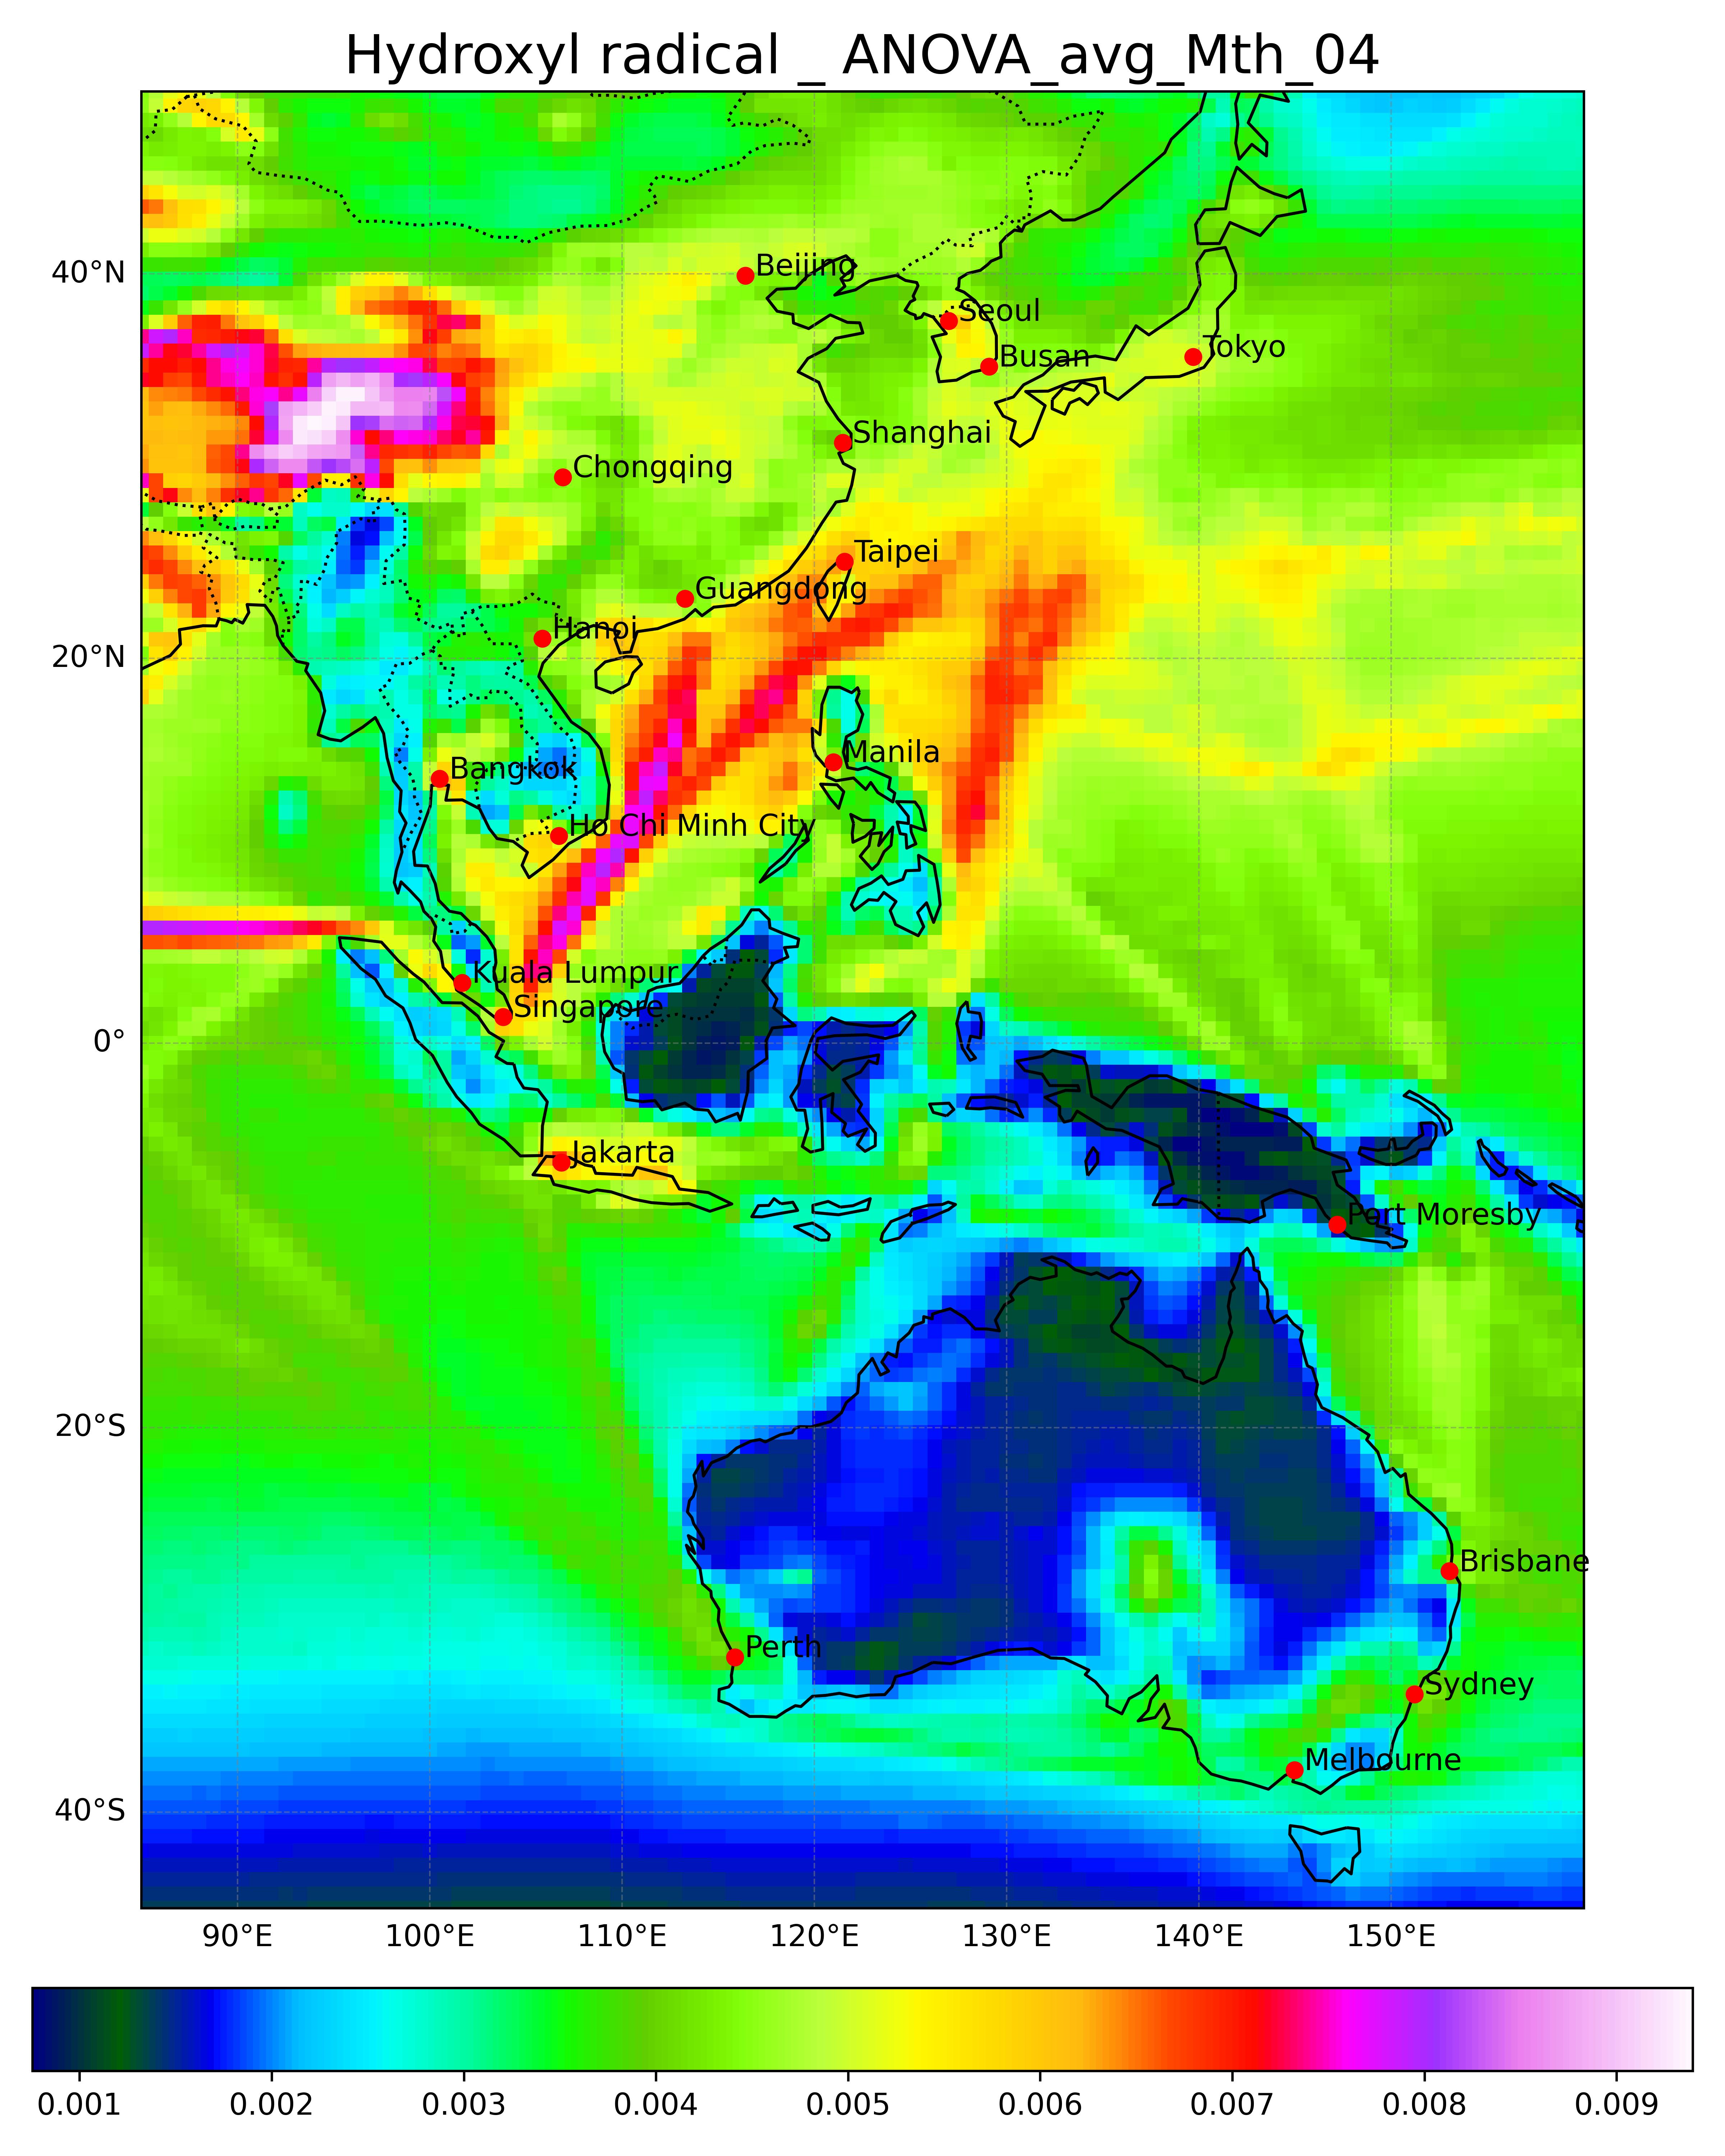 Hydroxyl radical _ ANOVA_avg_Mth_04
40°N
20°N
0°
20°S
40°S
Beijing
Seoul
Busan
Tokyo
Shanghai
Chongqing
Taipei
Guangdong
Hanoi
Manila
Bangkok
Ho Chi Minh City
Kuala Lumpur
Singapore
Jakarta
Port Moresby
Brisbane
Perth
Sydney
Melbourne
90°E 100°E 110°E 120°E 130°E 140°E 150°E
0.001 0.002 0.003 0.004 0.005 0.006 0.007 0.008 0.009